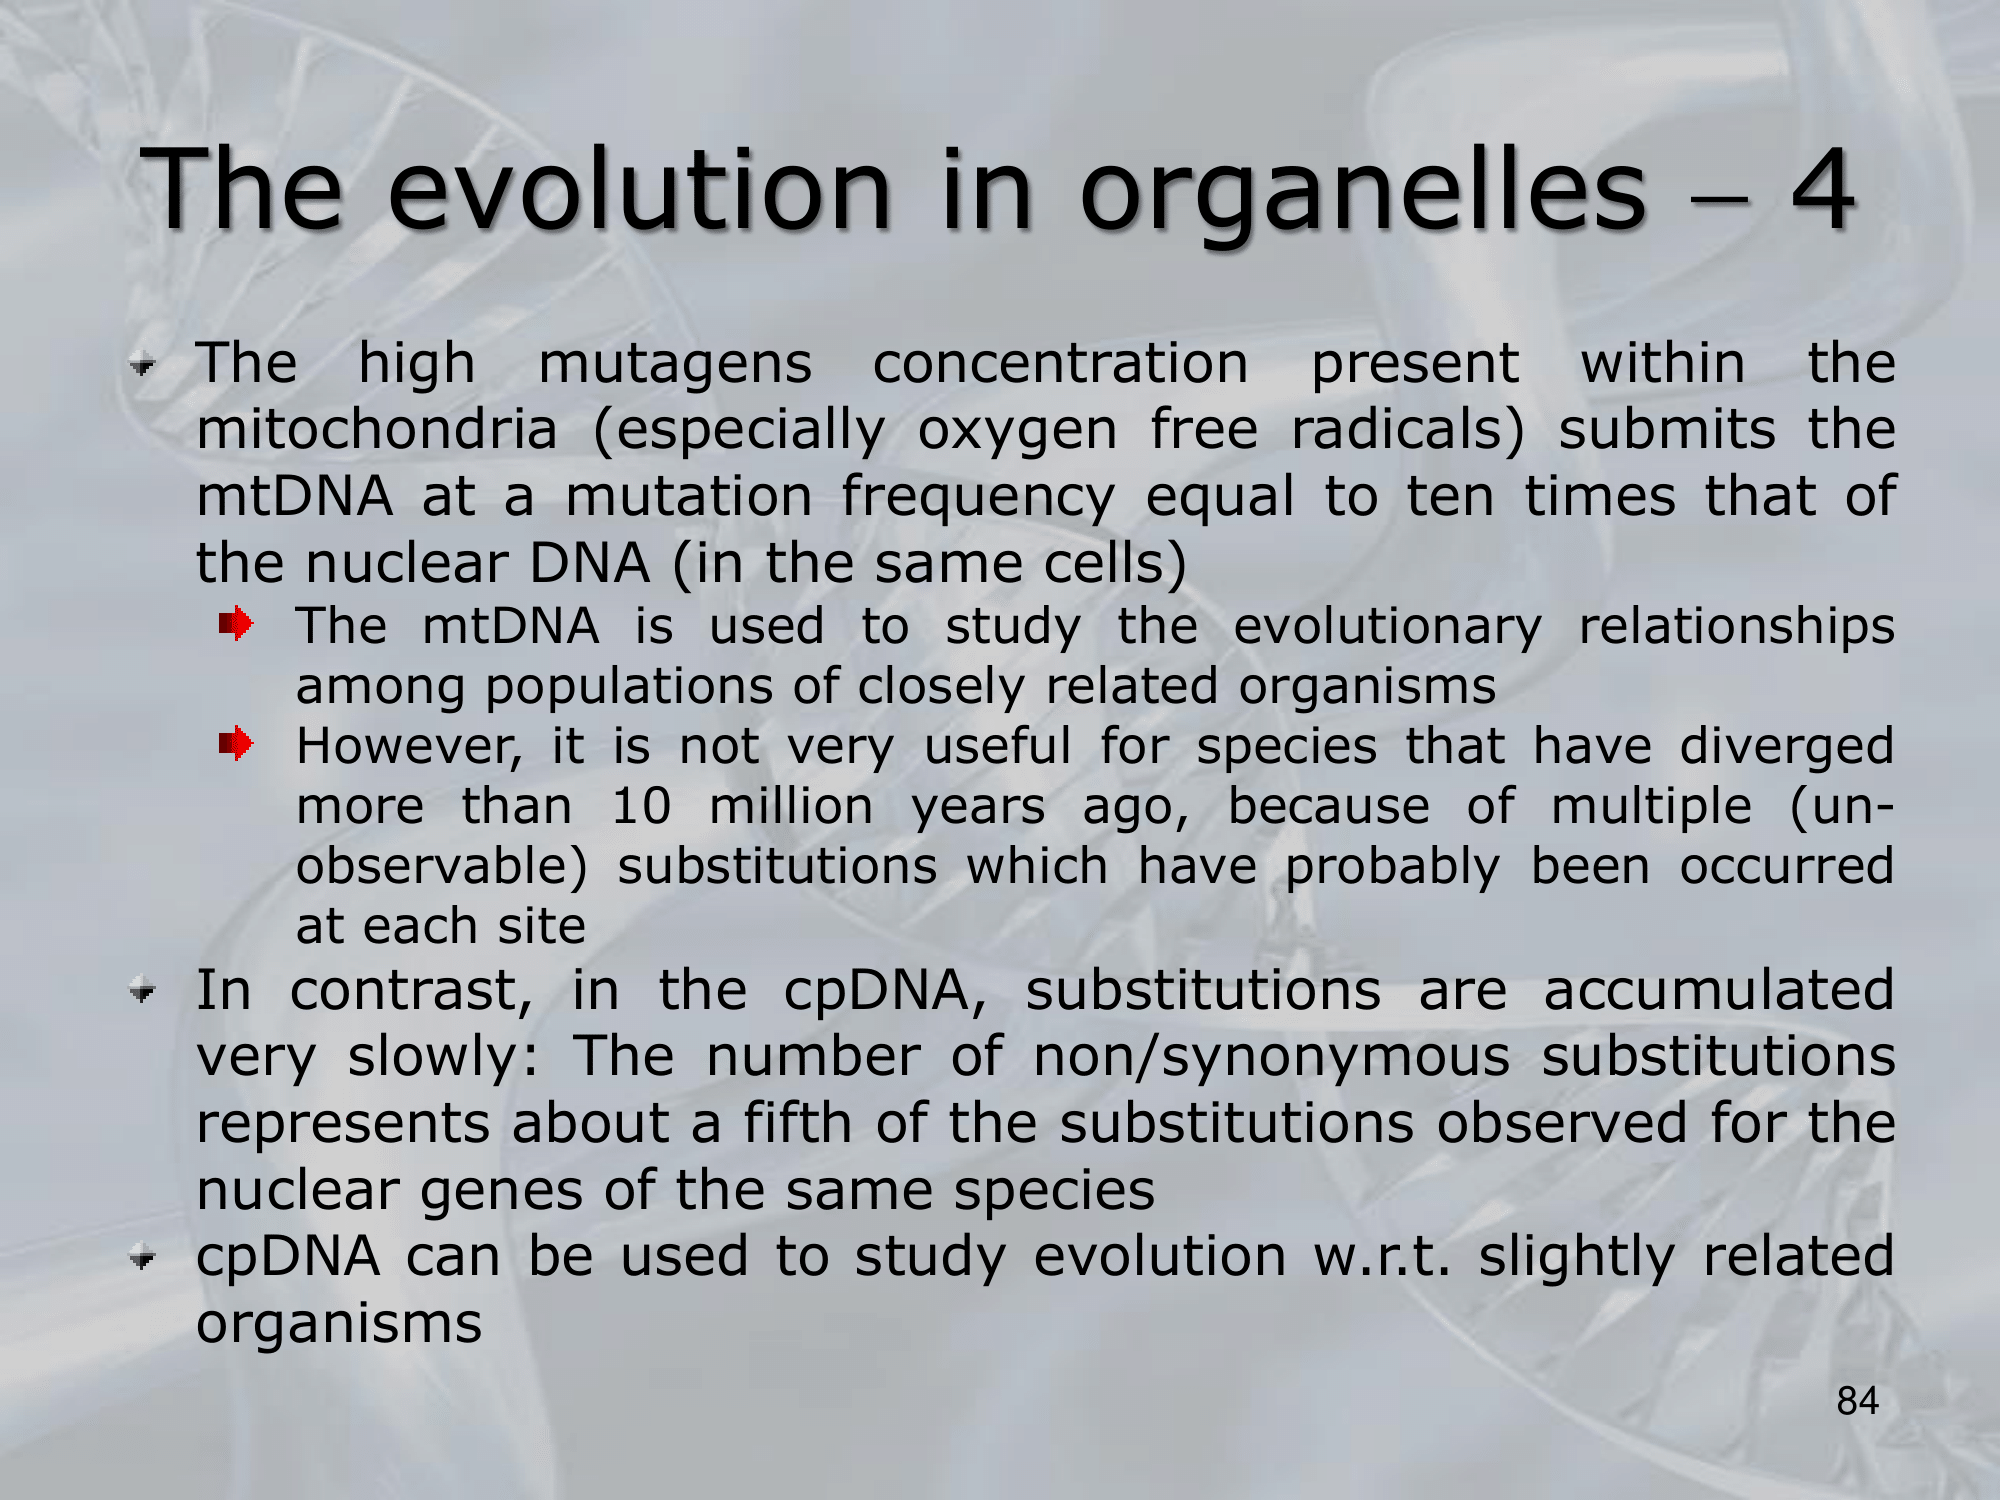 The evolution in organelles – 4
The high mutagens concentration present within the
mitochondria (especially oxygen free radicals) submits the
mtDNA at a mutation frequency equal to ten times that of
the nuclear DNA (in the same cells)
The mtDNA is used to study the evolutionary relationships
among populations of closely related organisms
However, it is not very useful for species that have diverged
more than 10 million years ago, because of multiple (un-
observable) substitutions which have probably been occurred
at each site
In contrast, in the cpDNA, substitutions are accumulated
very slowly: The number of non/synonymous substitutions
represents about a fifth of the substitutions observed for the
nuclear genes of the same species
cpDNA can be used to study evolution w.r.t. slightly related
organisms
84